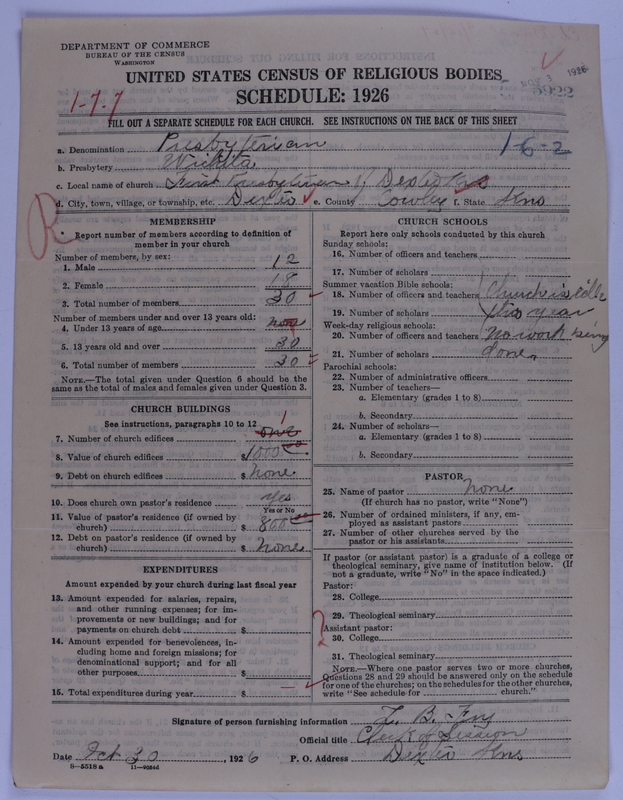 DEPARTMENT OF COMMERCE
BUREAU OF THE CENSUS
WASHINGTON
UNITED STATES CENSUS OF RELIGIOUS BODIES
SCHEDULE: 1926
1-7-7
FILL OUT A SEPARATE SCHEDULE FOR EACH CHURCH. SEE INSTRUCTIONS ON THE BACK OF THIS SHEET
a. Denomination Presbyterian 1-6-2
b. Presbytery Wichita
c. Local name of church First Presbyterian of Dexter Kns
d. City, town, village, or township, etc. Dexter e. County Cowley f. State Kns
R
MEMBERSHIP
Report number of members according to definition of
member in your church
Number of members, by sex:
1. Male 12
2. Female 18
3. Total number of members 30
Number of members under and over 13 years old:
4. Under 13 years of age none
5. 13 years old and over 30
6. Total number of members 30
NOTE.—The total given under Question 6 should be
same as the total of males and females given under Question 3.
CHURCH BUILDINGS
See instructions, paragraphs 10 to 12 1
7. Number of church edifices one
8. Value of church edifices $ 1000 00
9. Debt on church edifices $ None
10. Does church own pastor's residence yes
Yes or No
11. Value of pastor's residence (if owned by
church) $ 800 00
12. Debt on pastor's residence (if owned by
church) $ None
EXPENDITURES
Amount expended by your church during last fiscal year
13. Amount expended for salaries, repairs,
and other running expenses; for im-
provements or new buildings; and for
payments on church debt $
14. Amount expended for benevolences, in-
cluding home and foreign missions; for
denominational support; and for all
other purposes $
15. Total expenditures during year $ —
CHURCH SCHOOLS
Report here only schools conducted by this church
Sunday schools:
16. Number of officers and teachers
17. Number of scholars
Summer vacation Bible schools:
18. Number of officers and teachers Church is idle
19. Number of scholars this year
Week-day religious schools:
20. Number of officers and teachers No work being
21. Number of scholars done
Parochial schools:
22. Number of administrative officers
23. Number of teachers—
a. Elementary (grades 1 to 8)
b. Secondary
24. Number of scholars—
a. Elementary (grades 1 to 8)
b. Secondary
PASTOR
25. Name of pastor None
(If church has no pastor, write "None")
26. Number of ordained ministers, if any, em-
ployed as assistant pastors
27. Number of other churches served by the
pastor or his assistants
If pastor (or assistant pastor) is a graduate of a college or
theological seminary, give name of institution below. (If
not a graduate, write "No" in the space indicated.)
Pastor:
28. College
29. Theological seminary
Assistant pastor:
30. College
31. Theological seminary
NOTE.—Where one pastor serves two or more churches,
Questions 28 and 29 should be answered only on the schedule
for one of the churches; on the schedules for the other churches,
write "See schedule for church."
Signature of person furnishing information
Official title Clerk of Session
Date Oct 30, 1926 P. O. Address Dexter Kns
8—5518 a 11—9034d